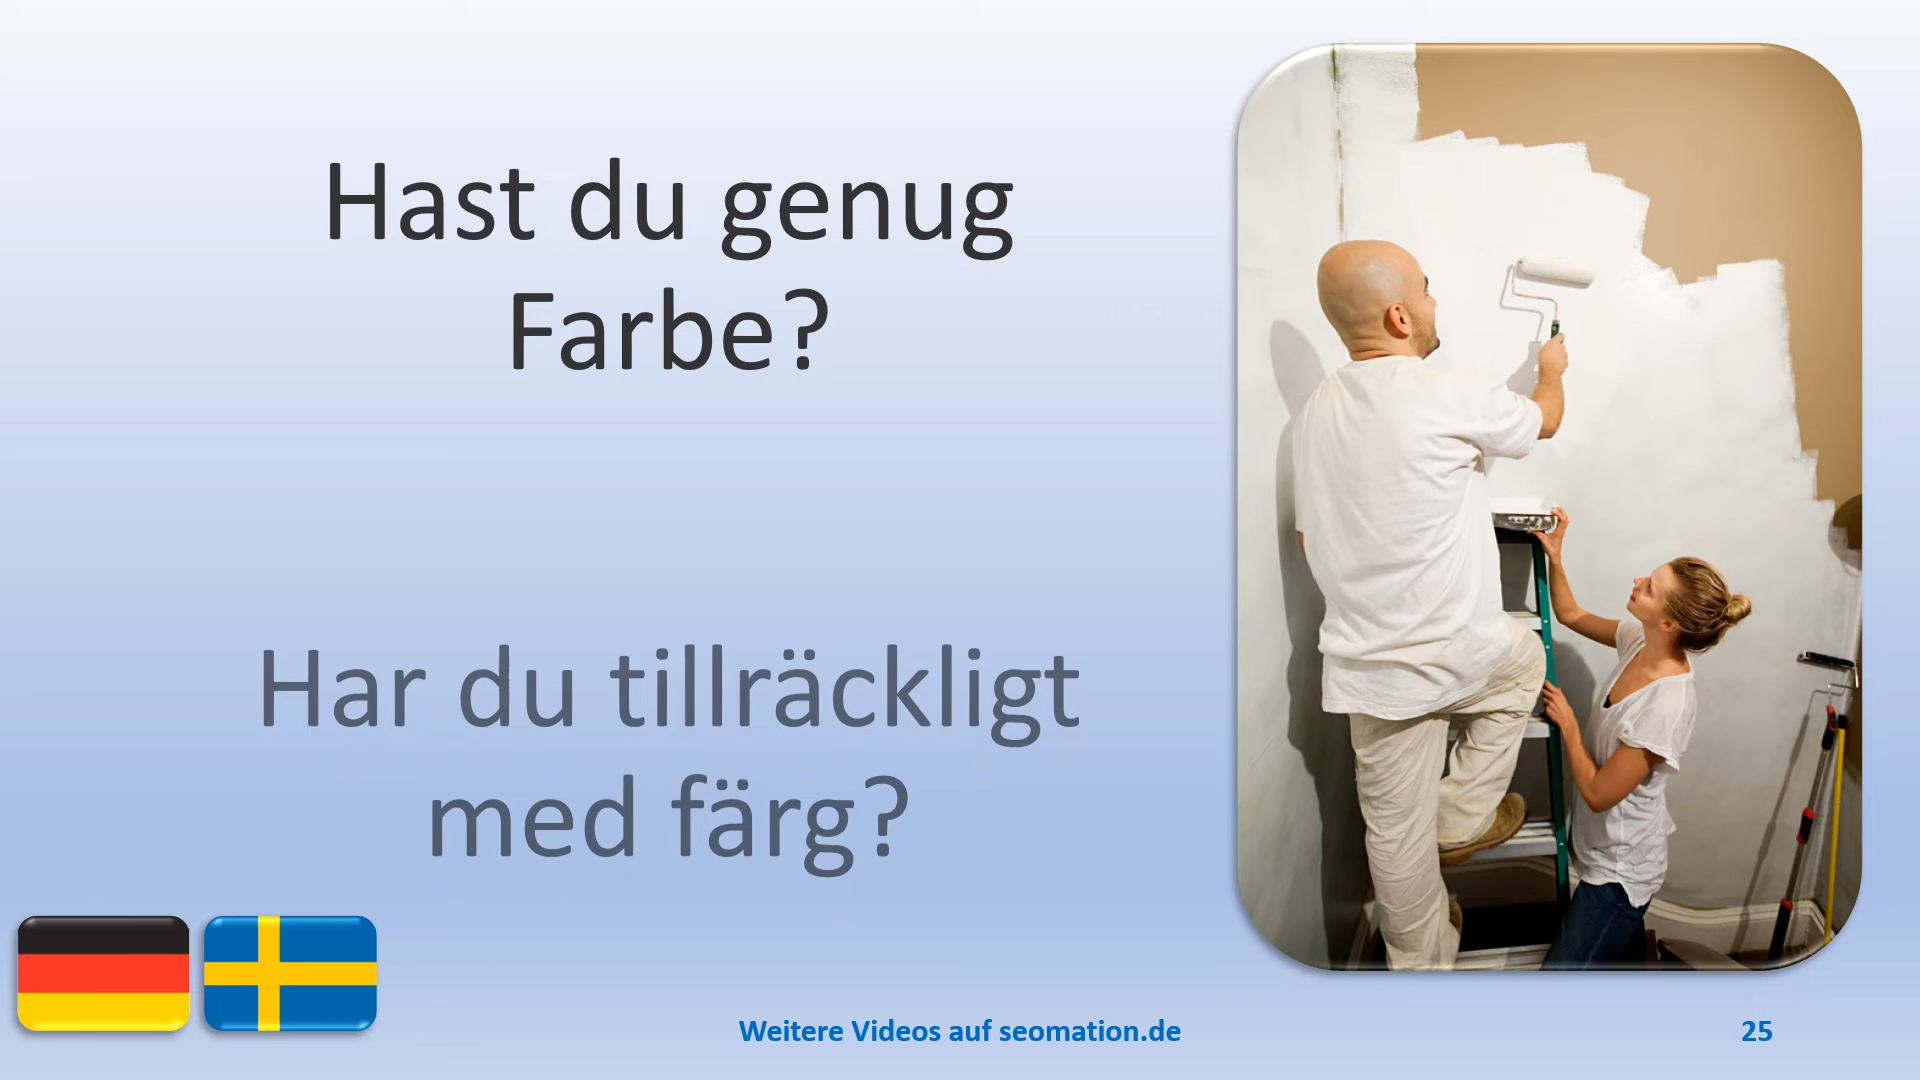 Hast du genug
Farbe?
Har du tillräckligt
med färg?
Weitere Videos auf seomation.de
25